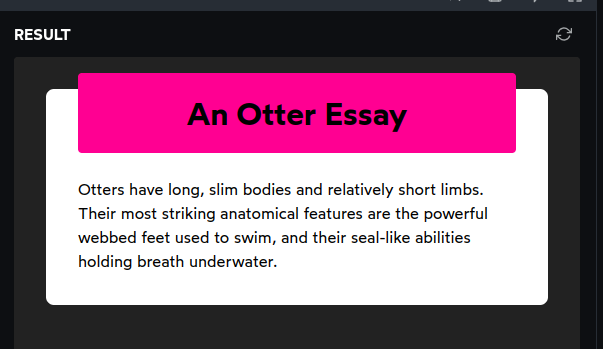 RESULT
An Otter Essay
Otters have long, slim bodies and relatively short limbs.
Their most striking anatomical features are the powerful
webbed feet used to swim, and their seal-like abilities
holding breath underwater.